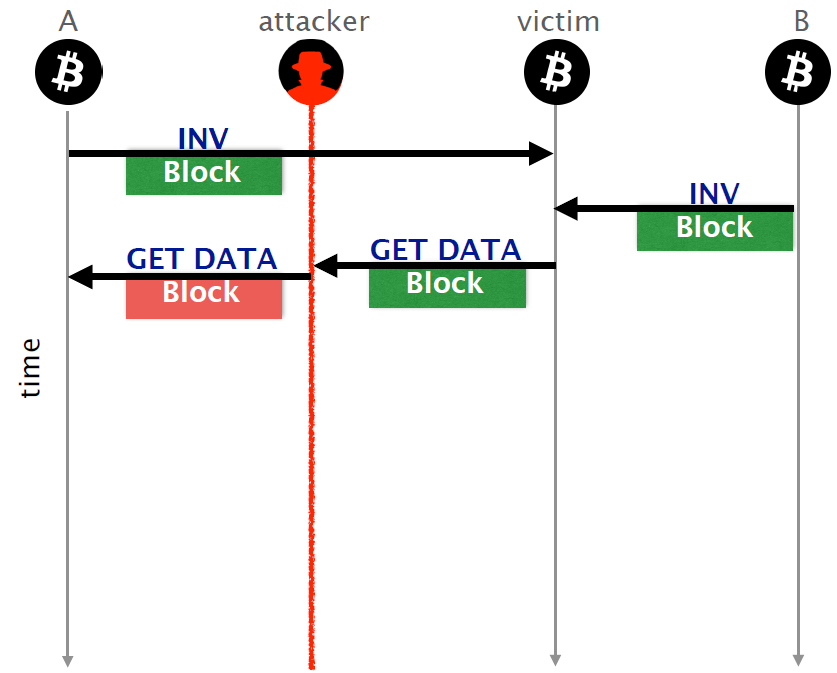 A
attacker
victim
B
INV
Block
INV
Block
GET DATA
Block
GET DATA
Block
time